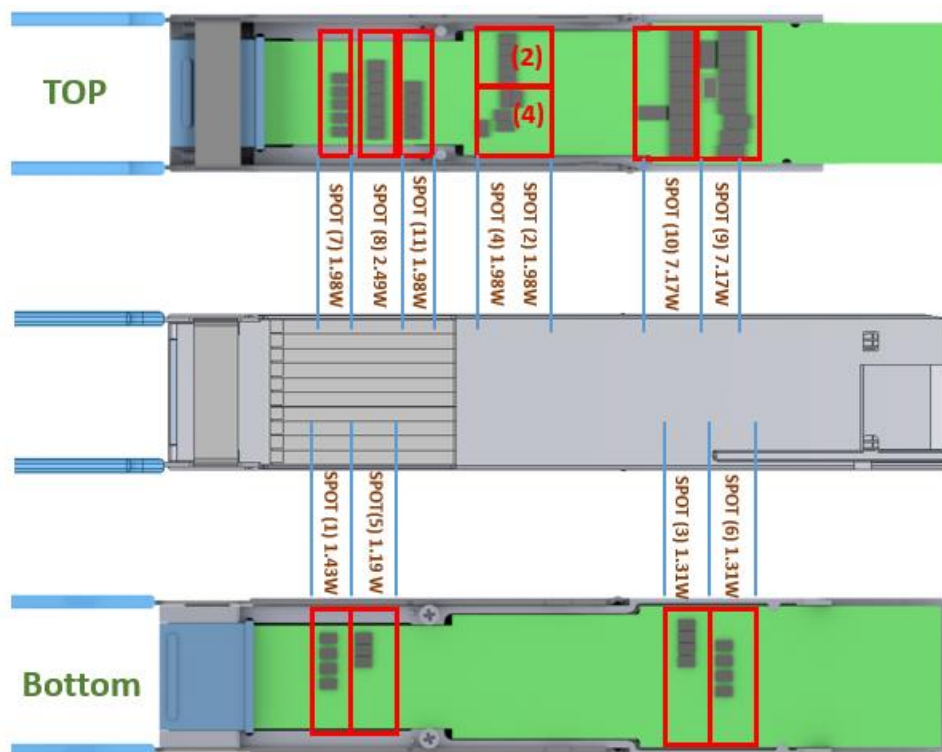 TOP
(2)
(4)
SPOT (7) 1.98W
SPOT (8) 2.49W
SPOT (11) 1.98W
SPOT (4) 1.98W
SPOT (2) 1.98W
SPOT (10) 7.17W
SPOT (9) 7.17W
SPOT (1) 1.43W
SPOT(5) 1.19 W
SPOT (3) 1.31W
SPOT (6) 1.31W
Bottom